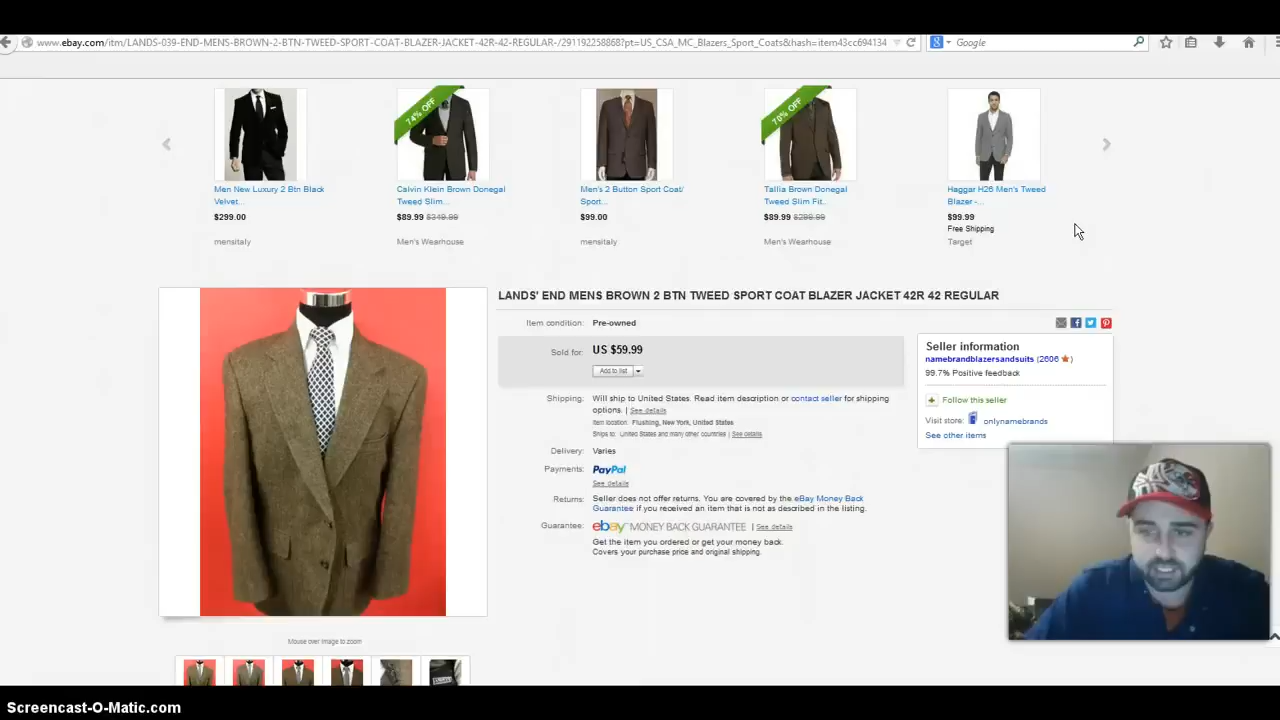 www.ebay.com/itm/LANDS-039-END-MENS-BROWN-2-BTN-TWEED-SPORT-COAT-BLAZER-JACKET-42R-42-REGULAR-/291192258868?pt=US_CSA_MC_Blazers_Sport_Coats&hash=item43cc694134
Google
74% OFF
70% OFF
Men New Luxury 2 Btn Black Calvin Klein Brown Donegal Men's 2 Button Sport Coat/ Tallia Brown Donegal Haggar H26 Men's Tweed
Velvet... Tweed Slim... Sport... Tweed Slim Fit.. Blazer -...
$299.00 $89.99 $349.99 $99.00 $89.99 $299.99 $99.99
Free Shipping
mensitaly Men's Wearhouse mensitaly Men's Wearhouse Target
LANDS' END MENS BROWN 2 BTN TWEED SPORT COAT BLAZER JACKET 42R 42 REGULAR
Item condition: Pre-owned
Sold for: US $59.99
Add to list
Shipping: Will ship to United States. Read item description or contact seller for shipping
options. | See details
Item location: Flushing, New York, United States
Ships to: United States and many other countries | See details
Delivery: Varies
Payments: PayPal
See details
Returns: Seller does not offer returns. You are covered by the eBay Money Back
Guarantee if you received an item that is not as described in the listing.
Guarantee: ebay MONEY BACK GUARANTEE | See details
Get the item you ordered or get your money back.
Covers your purchase price and original shipping.
Seller information
namebrandblazersandsuits (2606 )
99.7% Positive feedback
+ Follow this seller
Visit store: onlynamebrands
See other items
Mouse over image to zoom
Screencast-O-Matic.com